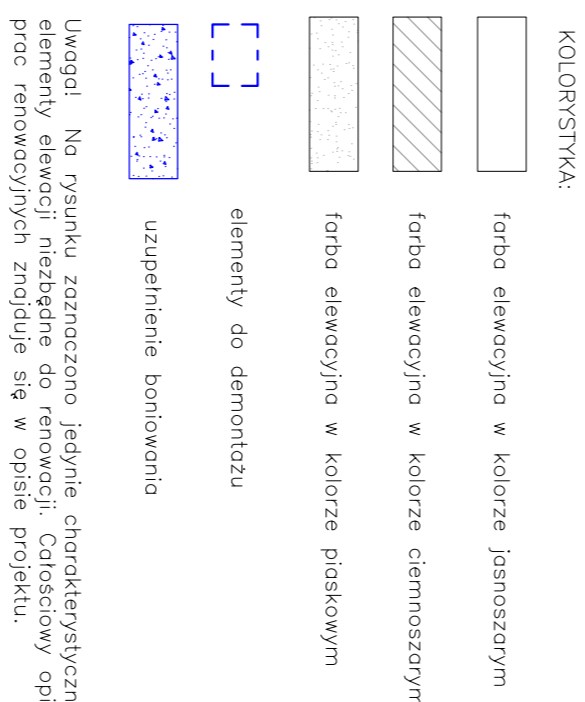 KOLORYSTYKA:
farba elewacyjna w kolorze jasnoszarym
farba elewacyjna w kolorze ciemnoszarym
farba elewacyjna w kolorze piaskowym
elementy do demontażu
uzupełnienie boniowania
Uwaga! Na rysunku zaznaczono jedynie charakterystyczn
elementy elewacji niezbędne do renowacji. Całościowy opi
prac renowacyjnych znajduje się w opisie projektu.